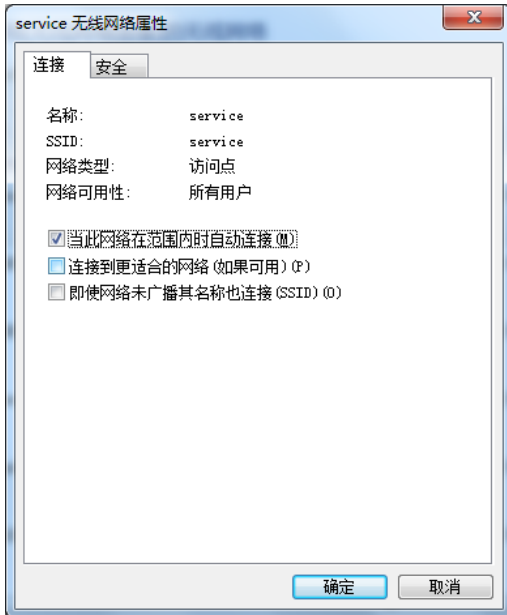 service 无线网络属性
连接
安全
名称: service
SSID: service
网络类型: 访问点
网络可用性: 所有用户
当此网络在范围内时自动连接(M)
连接到更适合的网络(如果可用)(P)
即使网络未广播其名称也连接(SSID)(O)
确定
取消